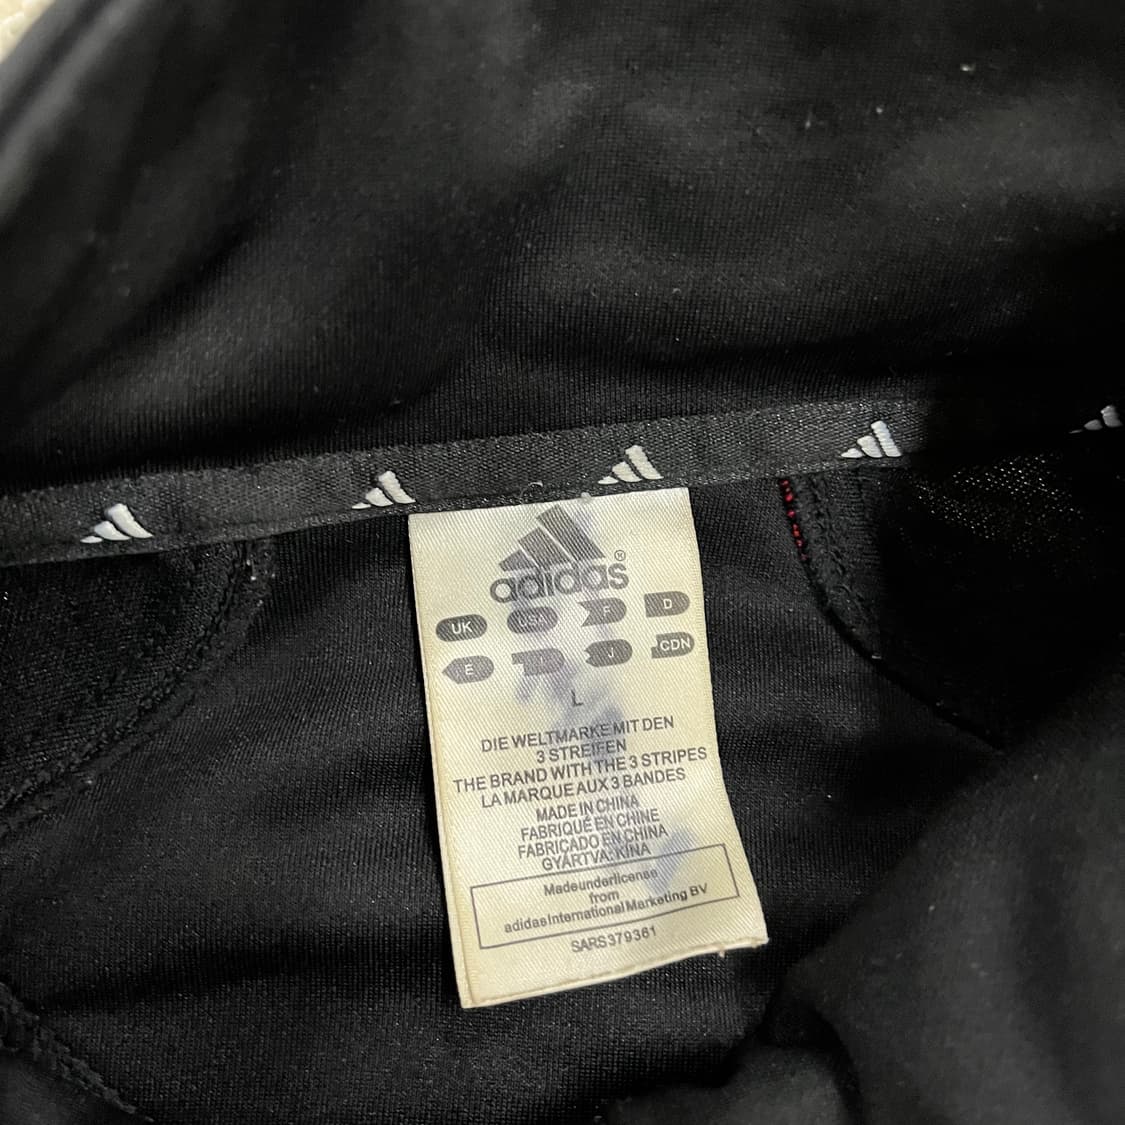 adidas®
UK USA F D
E I J CDN
L
DIE WELTMARKE MIT DEN
3 STREIFEN
THE BRAND WITH THE 3 STRIPES
LA MARQUE AUX 3 BANDES
MADE IN CHINA
FABRIQUÉ EN CHINE
FABRICADO EN CHINA
GYÁRTVA: KÍNA
Madeunderlicense
from
adidasInternationalMarketing BV
SARS379361